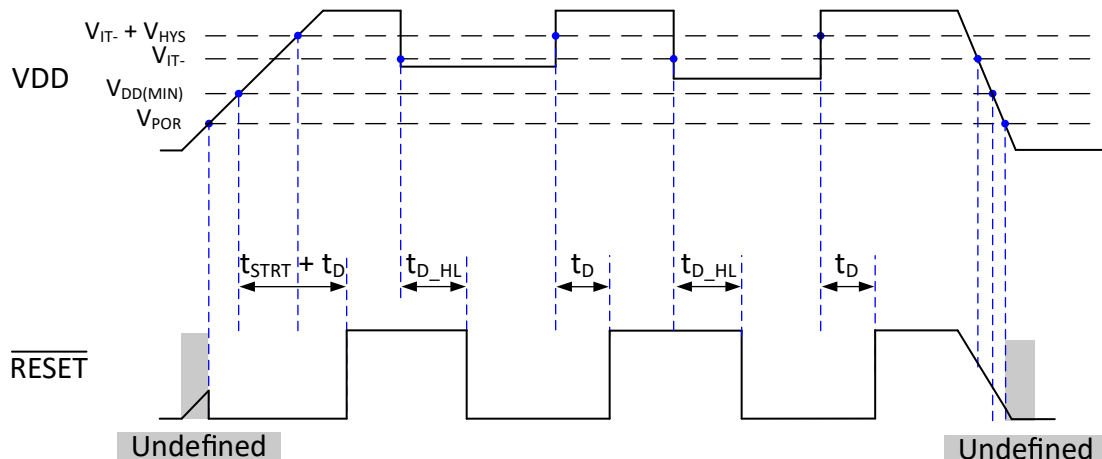 V_IT- + V_HYS
V_IT-
VDD
V_DD(MIN)
V_POR
t_STRT + t_D
t_D_HL
t_D
t_D_HL
t_D
RESET
Undefined
Undefined